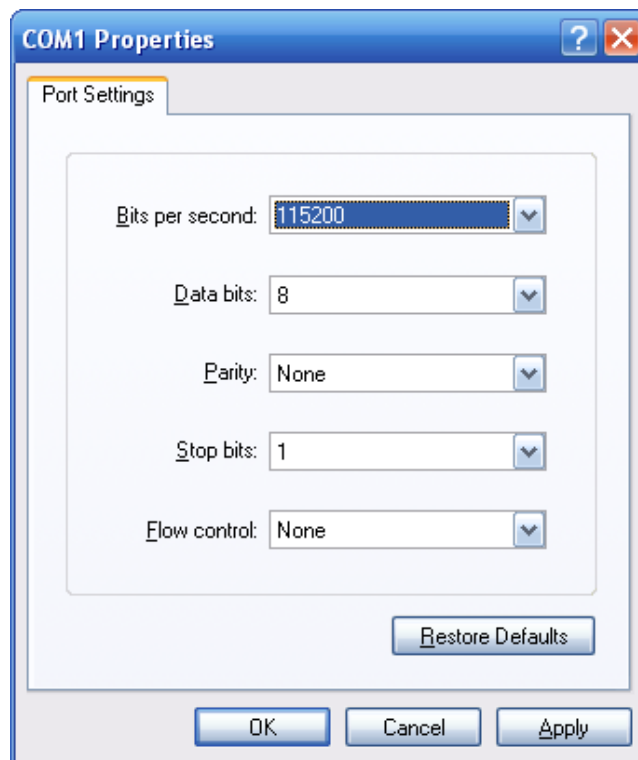 COM1 Properties
Port Settings
Bits per second: 115200
Data bits: 8
Parity: None
Stop bits: 1
Flow control: None
Restore Defaults
OK Cancel Apply